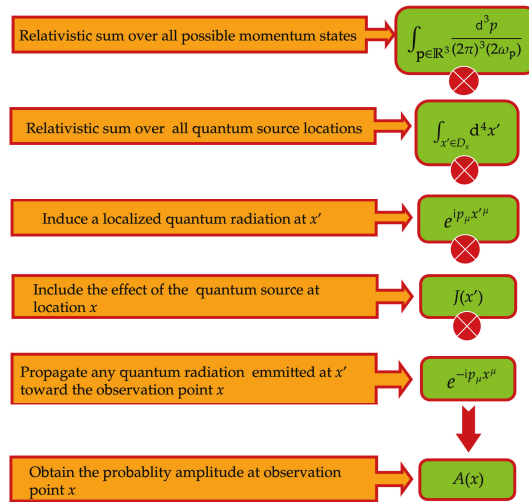 Relativistic sum over all possible momentum states
∫_{p∈ℝ³} d³p / (2π)³(2ω_p)
Relativistic sum over all quantum source locations
∫_{x′∈D_s} d⁴x′
Induce a localized quantum radiation at x′
e^{ip_μx′^μ}
Include the effect of the quantum source at
location x
J(x′)
Propagate any quantum radiation emmitted at x′
toward the observation point x
e^{−ip_μx^μ}
Obtain the probablity amplitude at observation
point x
A(x)